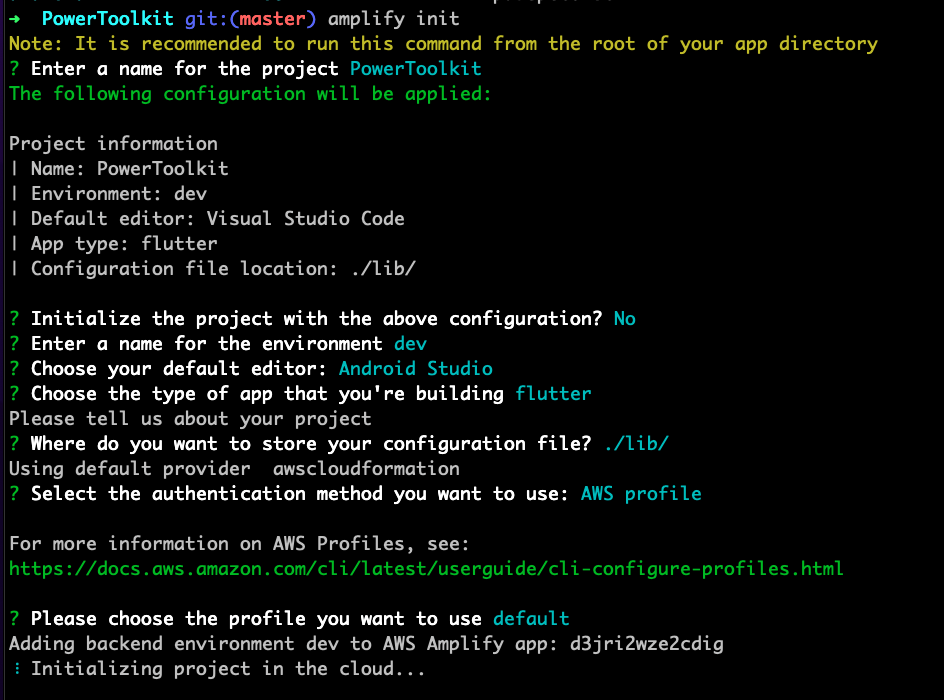 → PowerToolkit git:(master) amplify init
Note: It is recommended to run this command from the root of your app directory
? Enter a name for the project PowerToolkit
The following configuration will be applied:
Project information
| Name: PowerToolkit
| Environment: dev
| Default editor: Visual Studio Code
| App type: flutter
| Configuration file location: ./lib/
? Initialize the project with the above configuration? No
? Enter a name for the environment dev
? Choose your default editor: Android Studio
? Choose the type of app that you're building flutter
Please tell us about your project
? Where do you want to store your configuration file? ./lib/
Using default provider  awscloudformation
? Select the authentication method you want to use: AWS profile
For more information on AWS Profiles, see:
https://docs.aws.amazon.com/cli/latest/userguide/cli-configure-profiles.html
? Please choose the profile you want to use default
Adding backend environment dev to AWS Amplify app: d3jri2wze2cdig
⠇ Initializing project in the cloud...